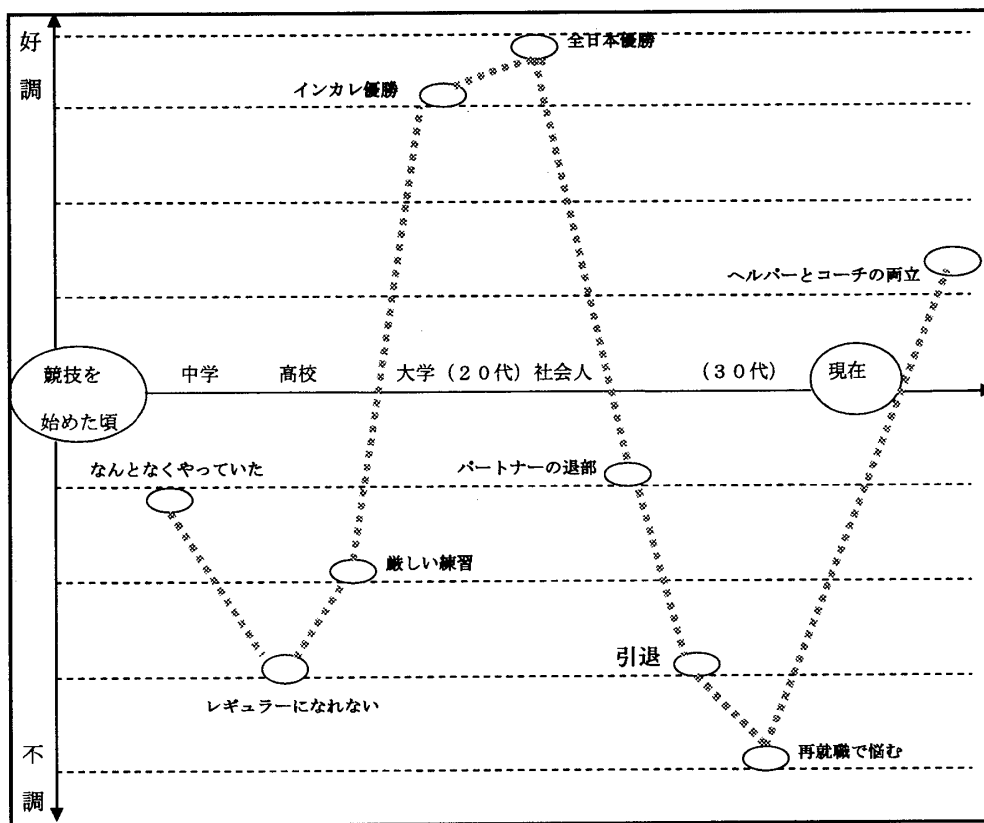 好
調
全日本優勝
インカレ優勝
ヘルパーとコーチの両立
競技を
始めた頃
中学
高校
大学（２０代）社会人
（３０代）
現在
なんとなくやっていた
パートナーの退部
厳しい練習
引退
レギュラーになれない
不
調
再就職で悩む